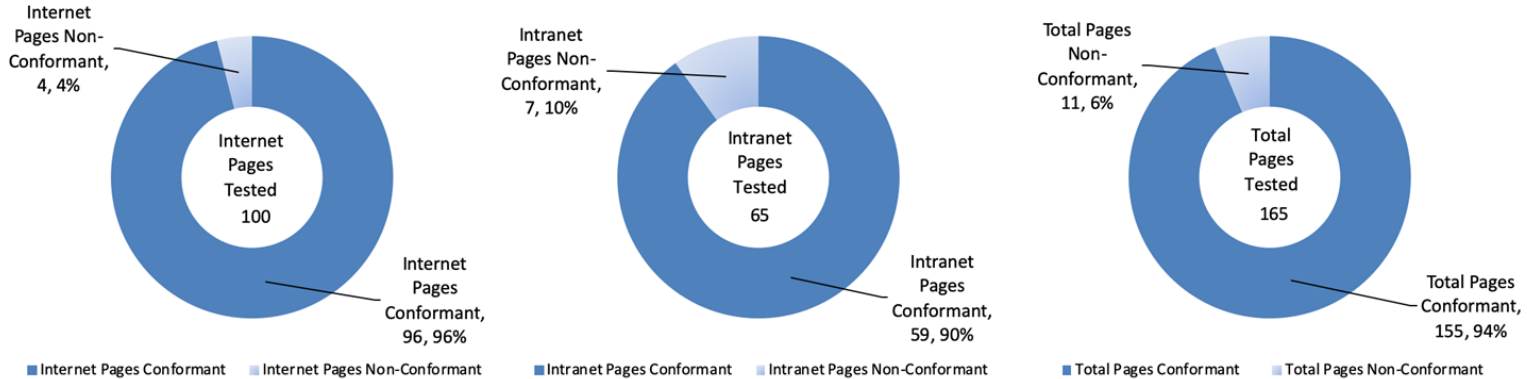 Internet
Pages Non-
Conformant,
4, 4%
Internet
Pages
Tested
100
Internet
Pages
Conformant,
96, 96%
Internet Pages Conformant
Internet Pages Non-Conformant
Intranet
Pages Non-
Conformant,
7, 10%
Intranet
Pages
Tested
65
Intranet
Pages
Conformant,
59, 90%
Intranet Pages Conformant
Intranet Pages Non-Conformant
Total Pages
Non-
Conformant,
11, 6%
Total
Pages
Tested
165
Total Pages
Conformant,
155, 94%
Total Pages Conformant
Total Pages Non-Conformant